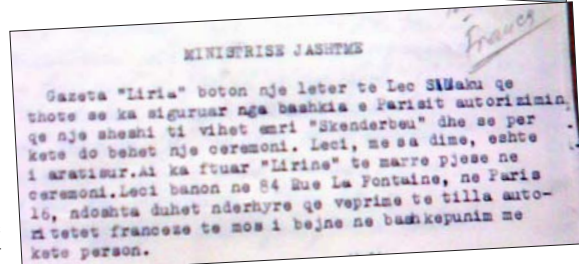 Francë
MINISTRISE JASHTME
Gazeta "Liria" boton nje leter te Lec Shllaku qe
thote se ka siguruar nga bashkia e Parisit autorizimin,
qe nje sheshi ti vihet emri "Skenderbeu" dhe se per
kete do behet nje ceremoni. Leci, me sa dime, eshte
i aratisur.Ai ka ftuar "Lirine" te marre pjese ne
ceremoni.Leci banon ne 84 Rue La Fontaine, ne Paris
16, ndoshta duhet nderhyre qe veprime te tilla auto-
ritetet franceze te mos i bejne ne bashkepunim me
kete person.